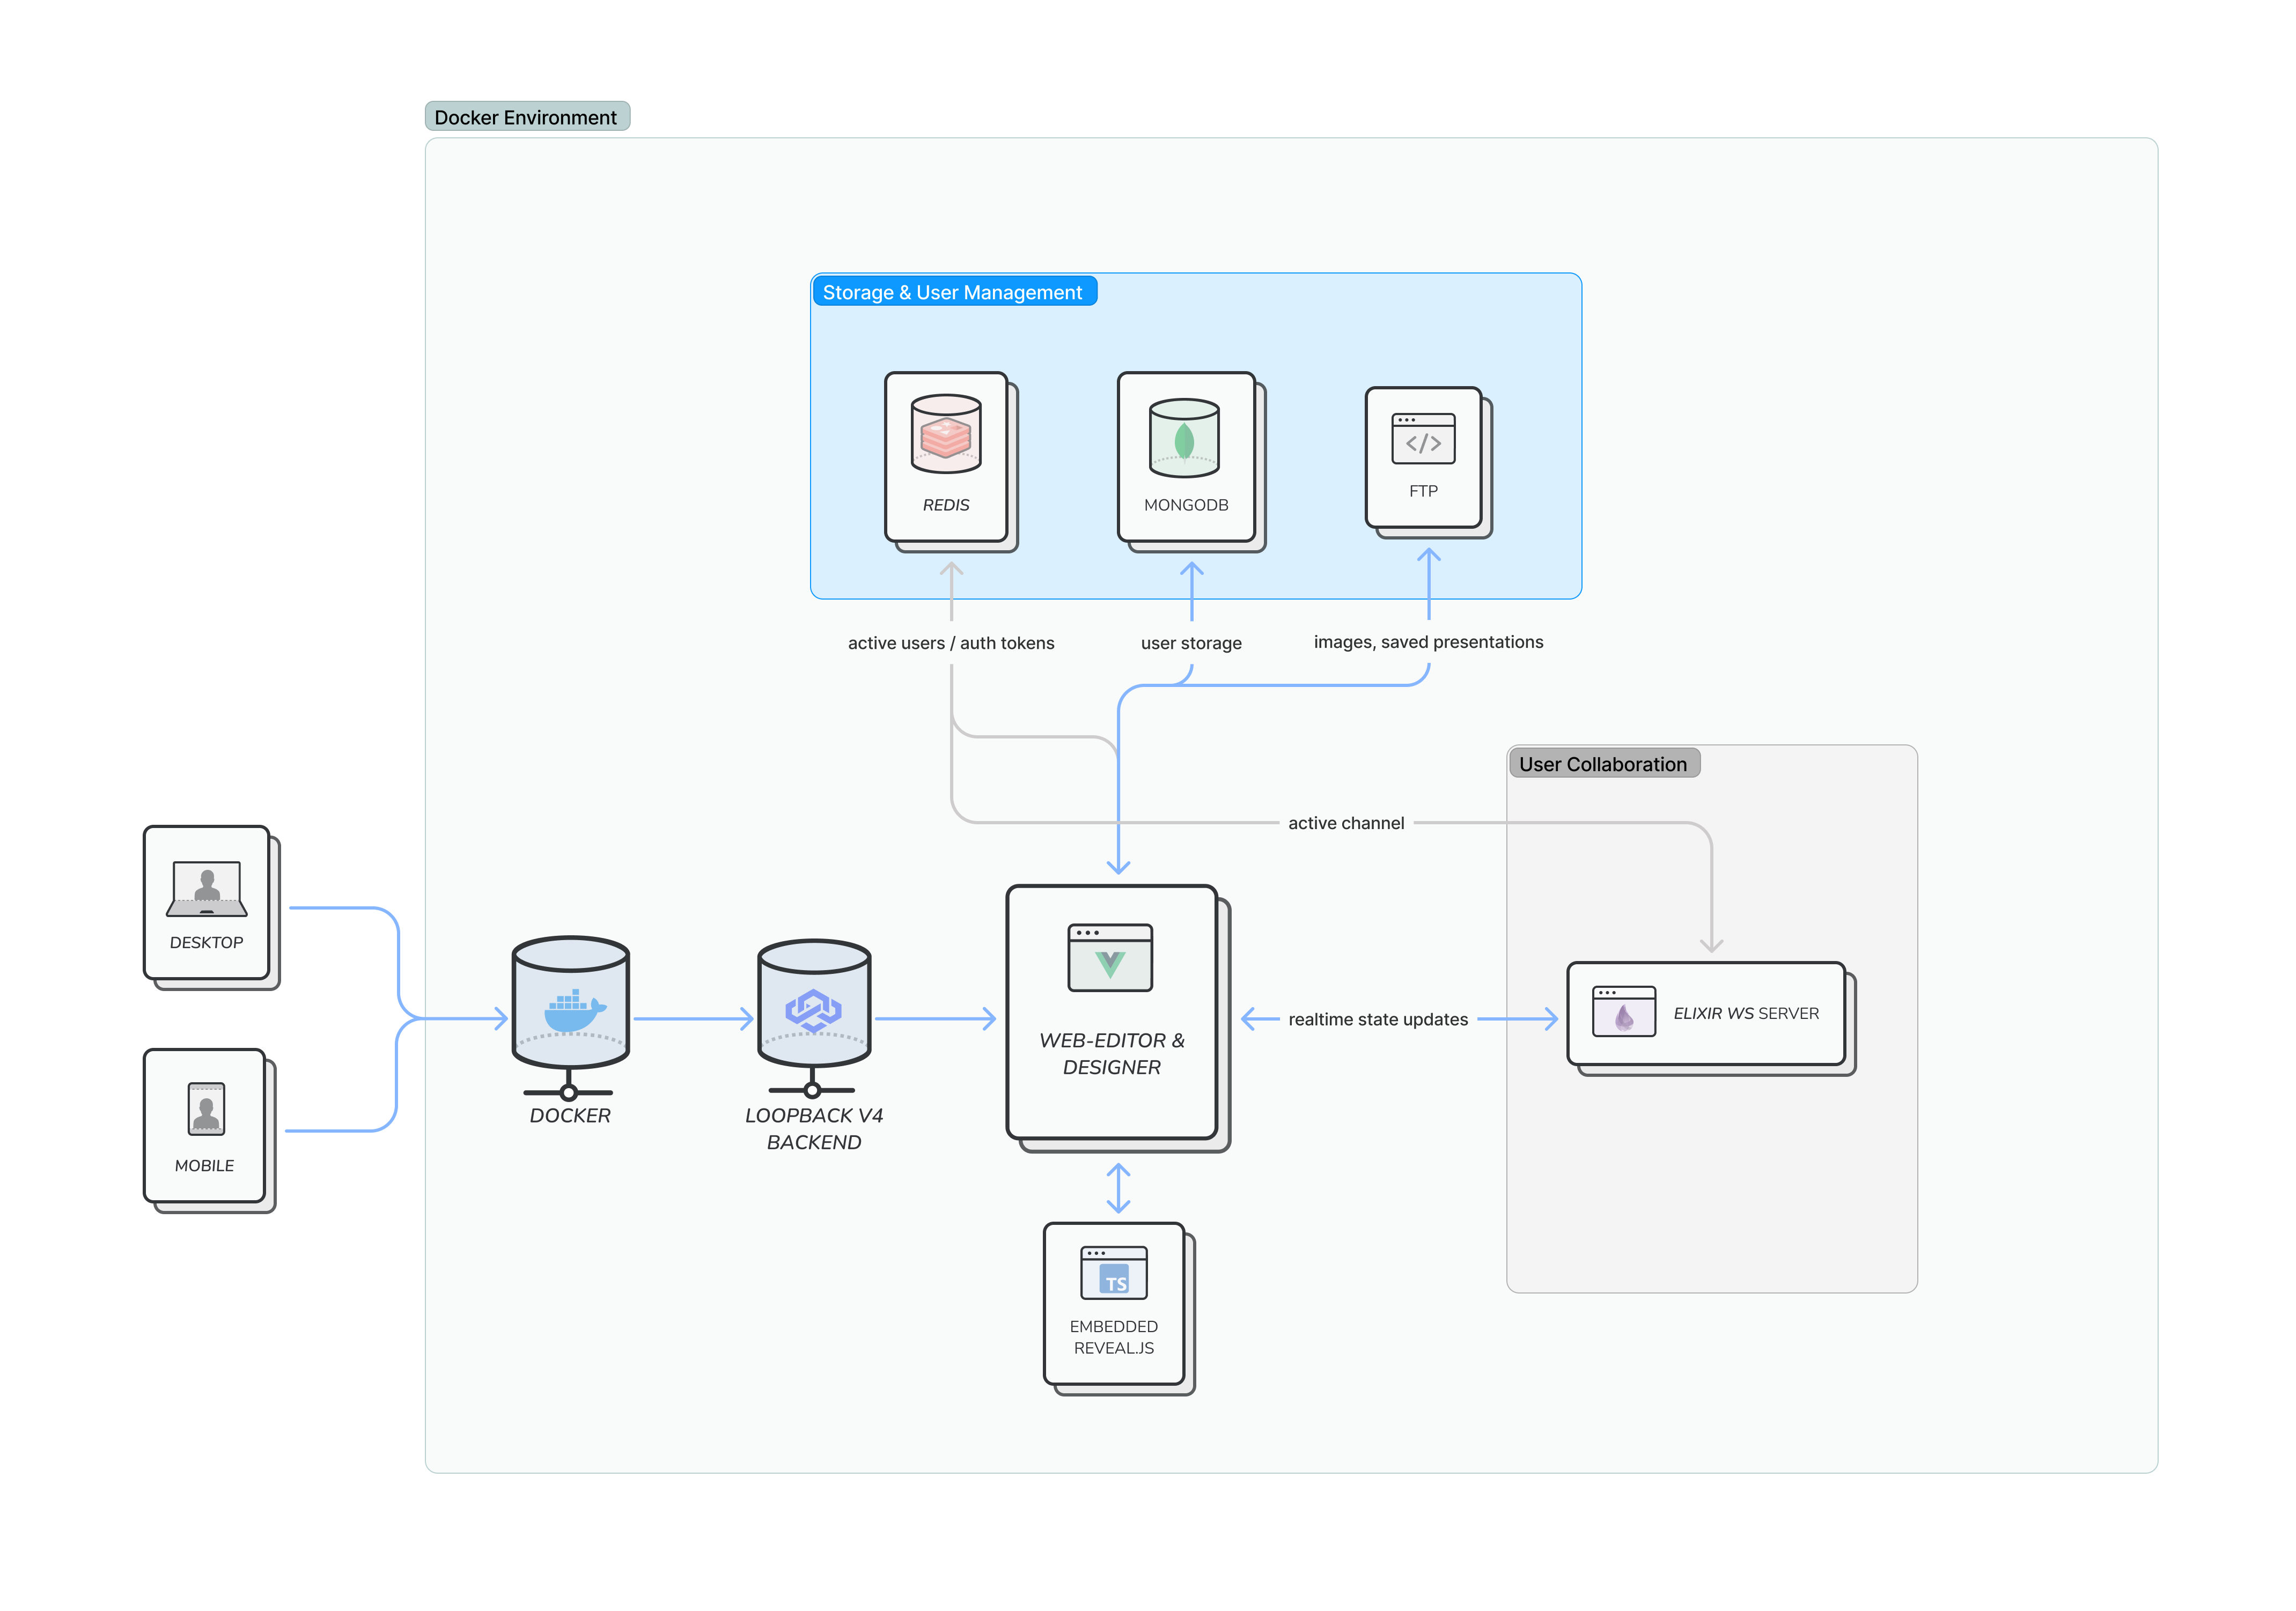 Docker Environment
Storage & User Management
REDIS
MONGODB
FTP
active users / auth tokens
user storage
images, saved presentations
User Collaboration
active channel
DESKTOP
MOBILE
DOCKER
LOOPBACK V4
BACKEND
WEB-EDITOR &
DESIGNER
realtime state updates
ELIXIR WS SERVER
TS
EMBEDDED
REVEAL.JS